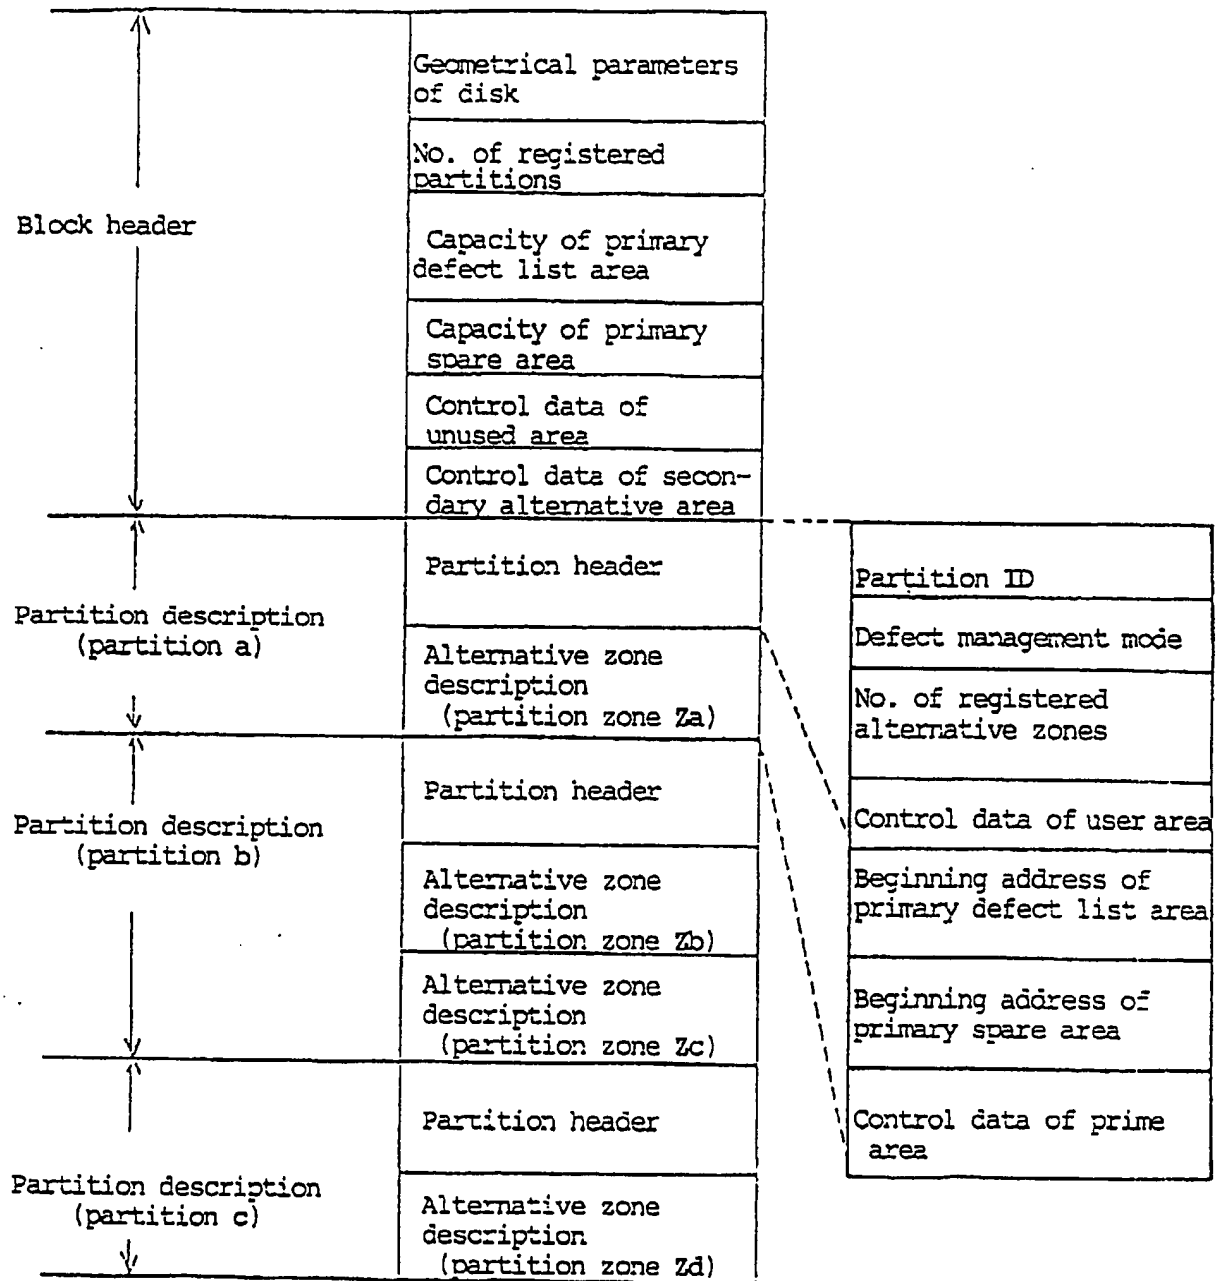 Geometrical parameters
of disk
No. of registered
partitions
Block header
Capacity of primary
defect list area
Capacity of primary
spare area
Control data of
unused area
Control data of secon-
dary alternative area
Partition description
(partition a)
Partition header
Alternative zone
description
(partition zone Za)
Partition description
(partition b)
Partition header
Alternative zone
description
(partition zone Zb)
Alternative zone
description
(partition zone Zc)
Partition description
(partition c)
Partition header
Alternative zone
description
(partition zone Zd)
Partition ID
Defect management mode
No. of registered
alternative zones
Control data of user area
Beginning address of
primary defect list area
Beginning address of
primary spare area
Control data of prime
area